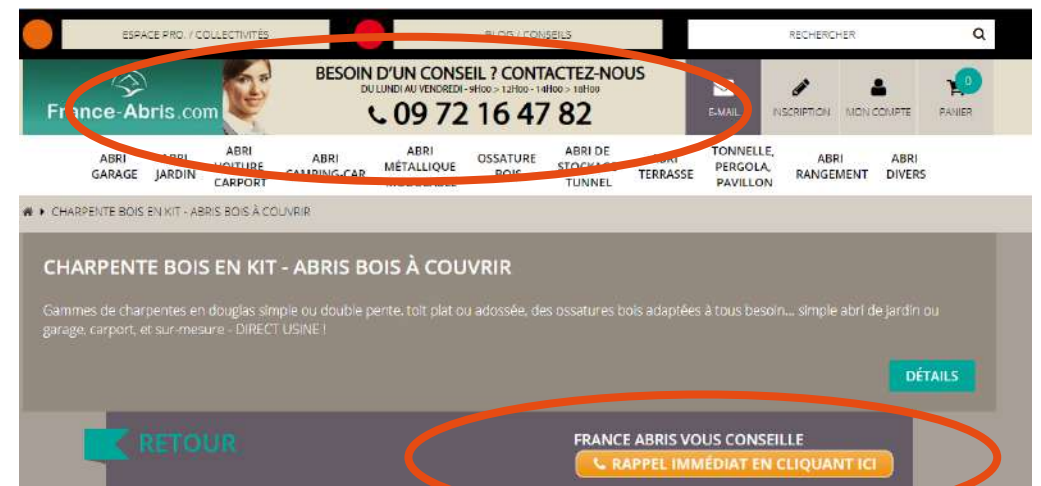 ESPACE PRO. / COLLECTIVITÉS
BLOG / CONSEILS
RECHERCHER
France-Abris.com
BESOIN D'UN CONSEIL ? CONTACTEZ-NOUS
DU LUNDI AU VENDREDI - 9H00 > 12H00 - 14H00 > 18H00
09 72 16 47 82
E-MAIL
INSCRIPTION
MON COMPTE
0
PANIER
ABRI GARAGE
ABRI JARDIN
ABRI VOITURE CARPORT
ABRI CAMPING-CAR
ABRI MÉTALLIQUE
OSSATURE BOIS
ABRI DE STOCKAGE TUNNEL
ABRI TERRASSE
TONNELLE, PERGOLA, PAVILLON
ABRI RANGEMENT
ABRI DIVERS
CHARPENTE BOIS EN KIT - ABRIS BOIS À COUVRIR
CHARPENTE BOIS EN KIT - ABRIS BOIS À COUVRIR
Gammes de charpentes en douglas simple ou double pente, toit plat ou adossée, des ossatures bois adaptées à tous besoin... simple abri de jardin ou
garage, carport, et sur-mesure - DIRECT USINE !
DÉTAILS
RETOUR
FRANCE ABRIS VOUS CONSEILLE
RAPPEL IMMÉDIAT EN CLIQUANT ICI